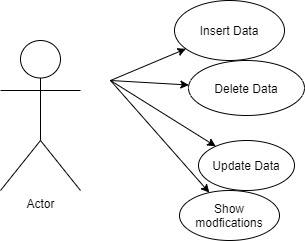 Insert Data
Delete Data
Update Data
Show
modfications
Actor